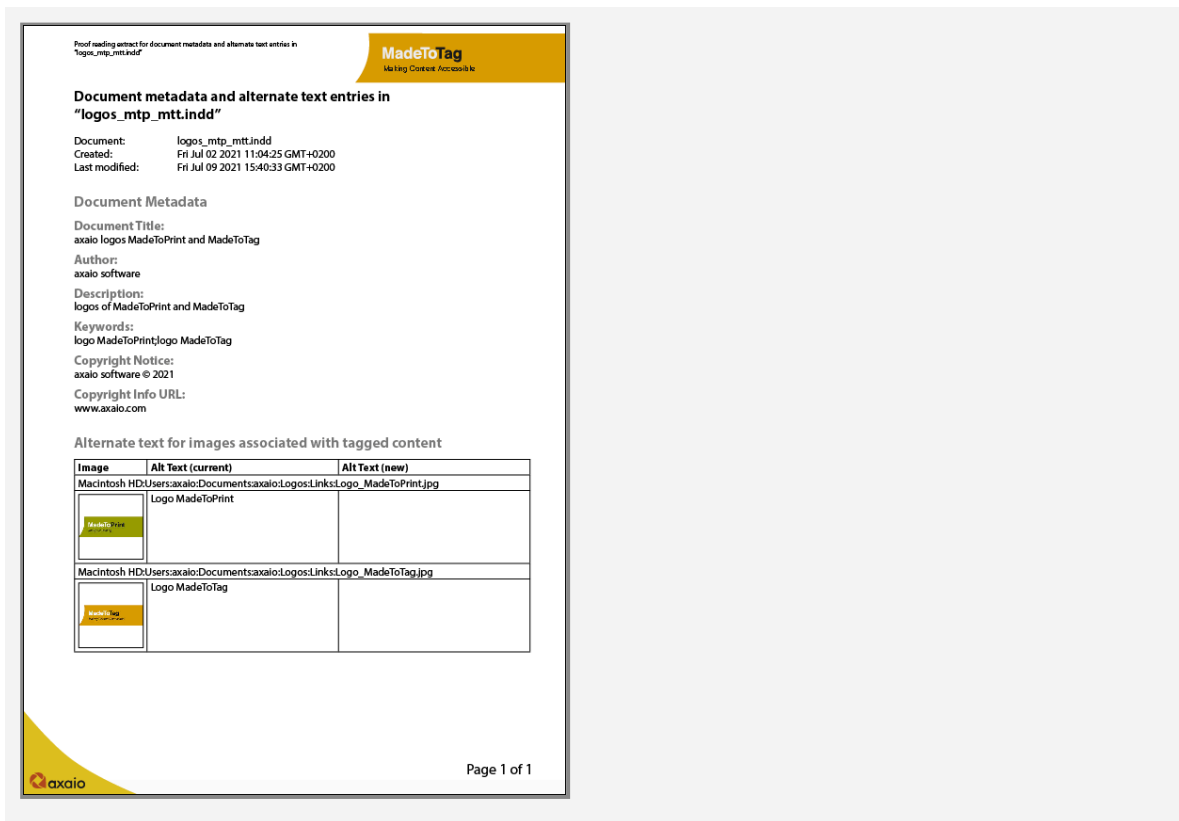 Proof reading extract for document metadata and alternate text entries in
"logos_mtp_mtt.indd"
MadeToTag
Making Content Accessible
Document metadata and alternate text entries in
“logos_mtp_mtt.indd”
Document: logos_mtp_mtt.indd
Created: Fri Jul 02 2021 11:04:25 GMT+0200
Last modified: Fri Jul 09 2021 15:40:33 GMT+0200
Document Metadata
Document Title:
axaio logos MadeToPrint and MadeToTag
Author:
axaio software
Description:
logos of MadeToPrint and MadeToTag
Keywords:
logo MadeToPrint;logo MadeToTag
Copyright Notice:
axaio software © 2021
Copyright Info URL:
www.axaio.com
Alternate text for images associated with tagged content
Image Alt Text (current) Alt Text (new)
Macintosh HD:Users:axaio:Documents:axaio:Logos:Links:Logo_MadeToPrint.jpg
Logo MadeToPrint
MadeToPrint
Macintosh HD:Users:axaio:Documents:axaio:Logos:Links:Logo_MadeToTag.jpg
Logo MadeToTag
MadeToTag
Page 1 of 1
axaio